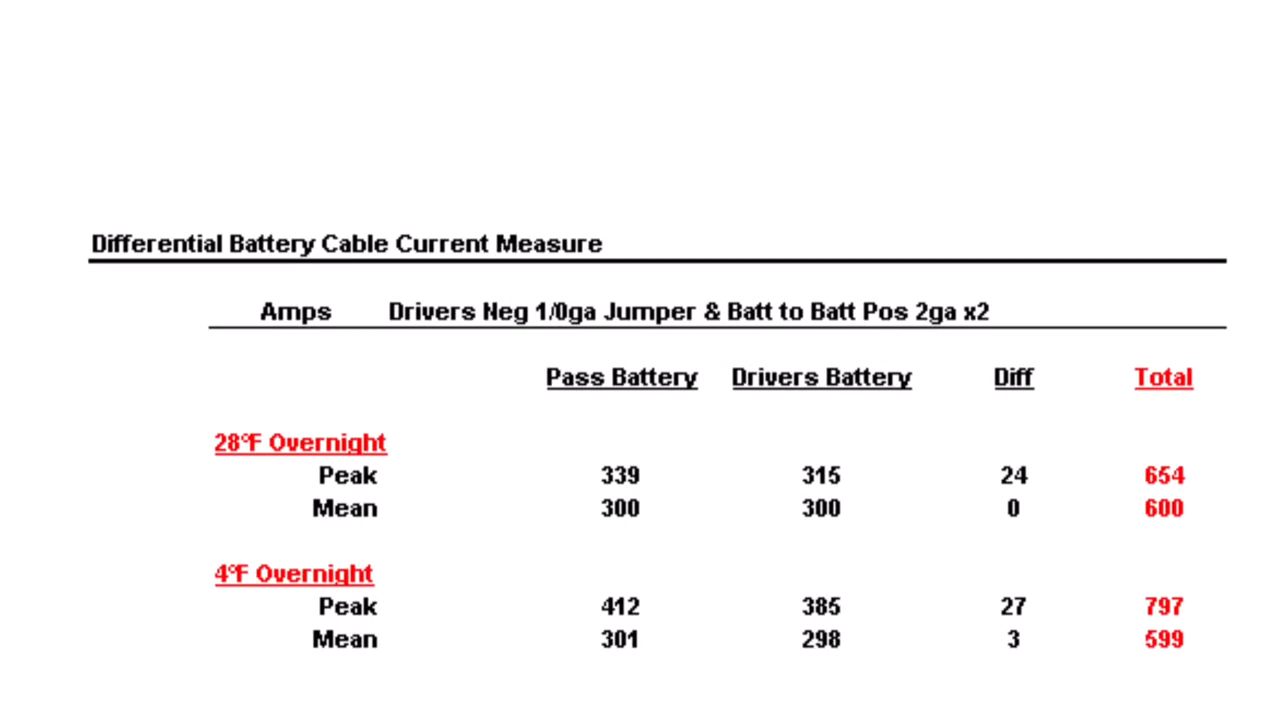 Differential Battery Cable Current Measure
Amps Drivers Neg 1/0ga Jumper & Batt to Batt Pos 2ga x2
Pass Battery Drivers Battery Diff Total
28°F Overnight
Peak 339 315 24 654
Mean 300 300 0 600
4°F Overnight
Peak 412 385 27 797
Mean 301 298 3 599